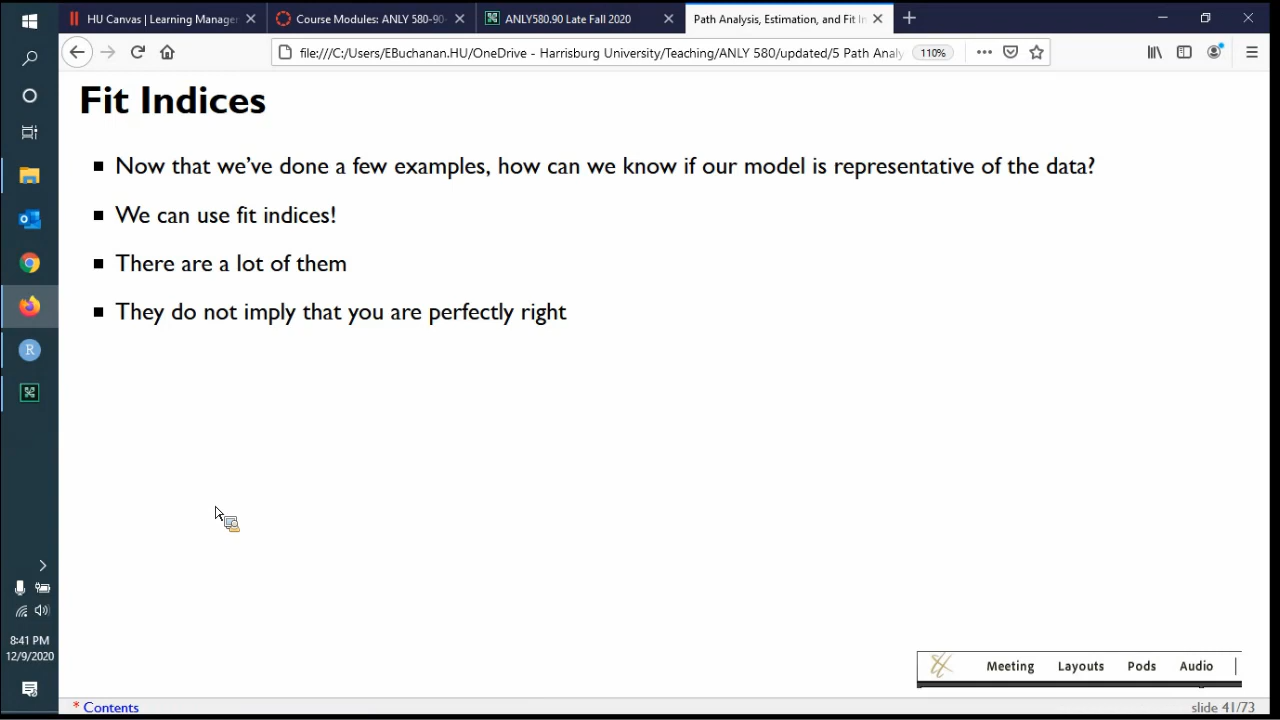 HU Canvas | Learning Manage
Course Modules: ANLY 580-90-
ANLY580.90 Late Fall 2020
Path Analysis, Estimation, and Fit In
file:///C:/Users/EBuchanan.HU/OneDrive - Harrisburg University/Teaching/ANLY 580/updated/5 Path Analy
110%
Fit Indices
Now that we've done a few examples, how can we know if our model is representative of the data?
We can use fit indices!
There are a lot of them
They do not imply that you are perfectly right
R
8:41 PM
12/9/2020
Meeting Layouts Pods Audio
* Contents
slide 41/73